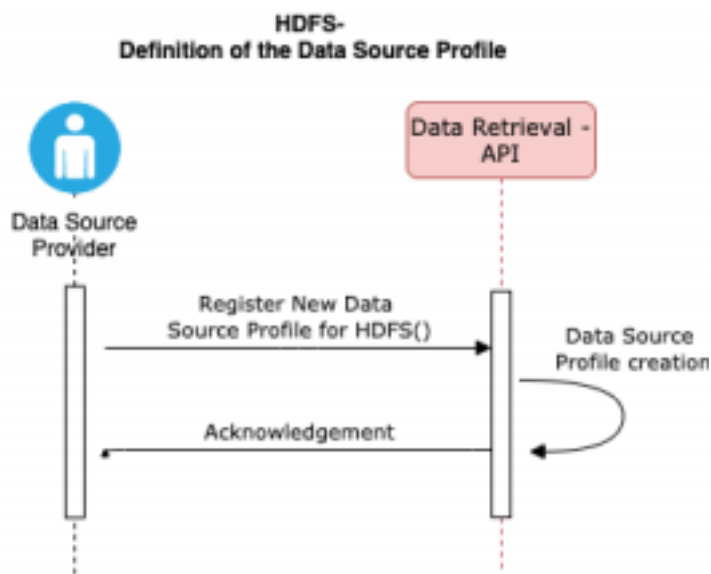 HDFS-
Definition of the Data Source Profile
Data Retrieval -
API
Data Source
Provider
Register New Data
Source Profile for HDFS()
Data Source
Profile creation
Acknowledgement